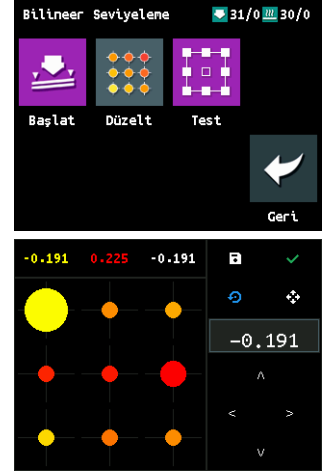 Bilineer Seviyeleme 31/0 30/0
Başlat Düzelt Test
Geri
-0.191 0.225 -0.191
-0.191